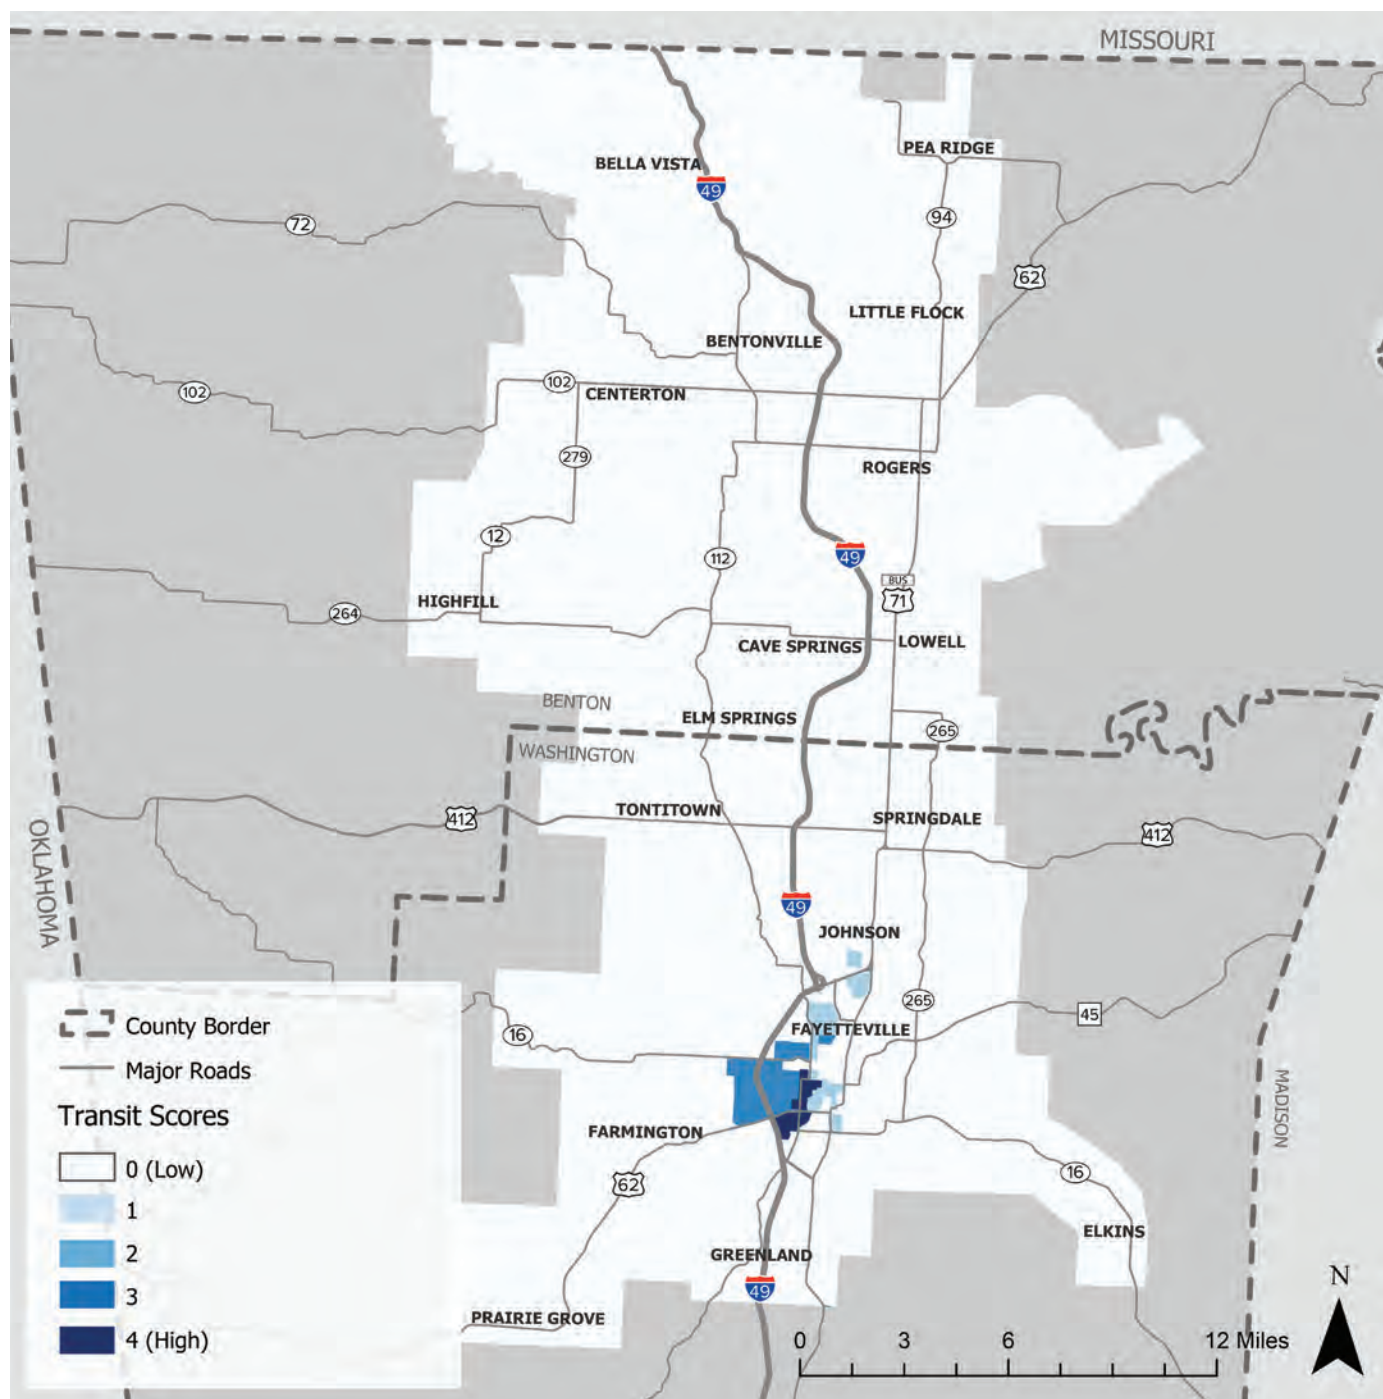 MISSOURI
PEA RIDGE
BELLA VISTA
49
94
72
62
LITTLE FLOCK
BENTONVILLE
102
102
CENTERTON
279
ROGERS
12
112
49
BUS
71
HIGHFILL
264
CAVE SPRINGS
LOWELL
BENTON
ELM SPRINGS
265
WASHINGTON
TONTITOWN
SPRINGDALE
412
412
OKLAHOMA
49
JOHNSON
265
45
16
FAYETTEVILLE
MADISON
FARMINGTON
62
16
ELKINS
GREENLAND
49
PRAIRIE GROVE
County Border
Major Roads
Transit Scores
0 (Low)
1
2
3
4 (High)
N
0 3 6 12 Miles